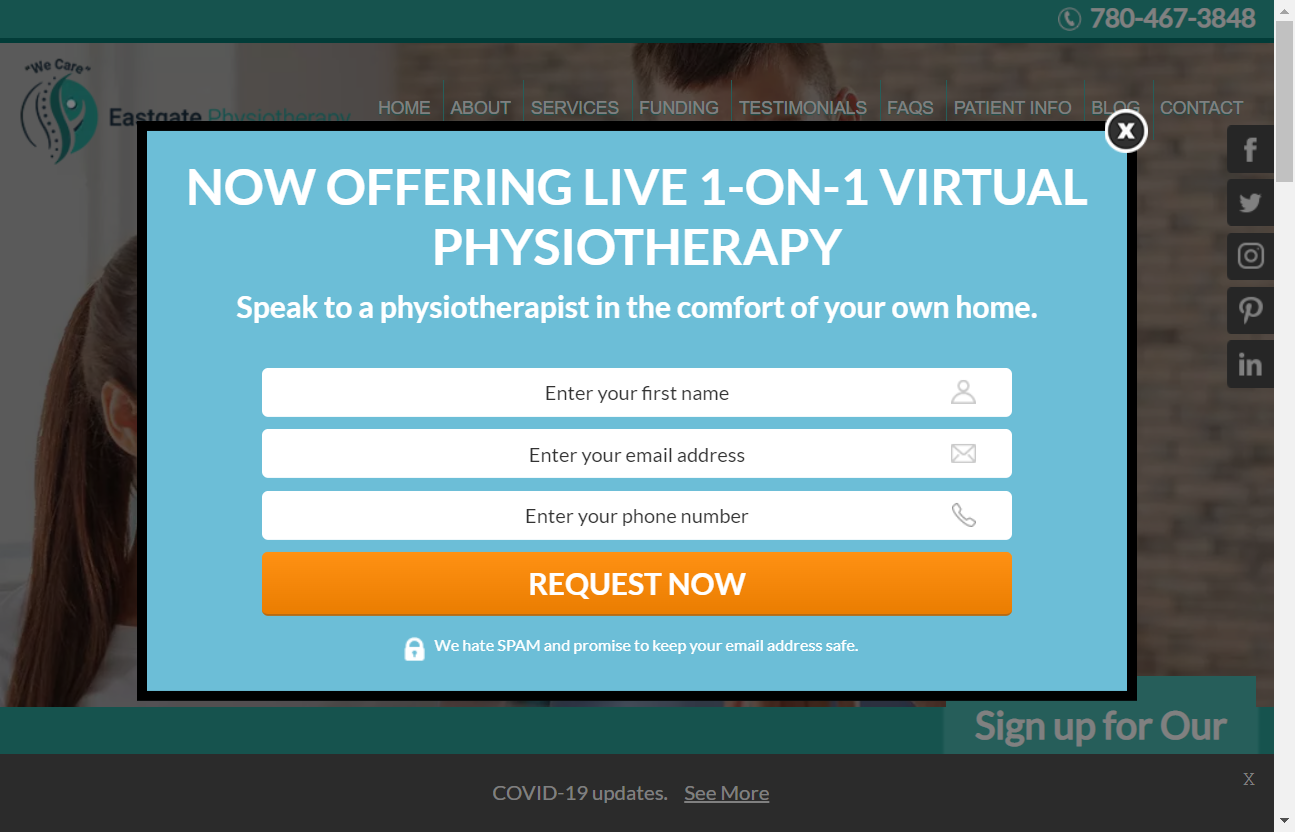 780-467-3848
"We Care"
Eastgate Physiotherapy
HOME ABOUT SERVICES FUNDING TESTIMONIALS FAQS PATIENT INFO BLOG CONTACT
X
NOW OFFERING LIVE 1-ON-1 VIRTUAL
PHYSIOTHERAPY
Speak to a physiotherapist in the comfort of your own home.
Enter your first name
Enter your email address
Enter your phone number
REQUEST NOW
We hate SPAM and promise to keep your email address safe.
Sign up for Our
COVID-19 updates. See More
X